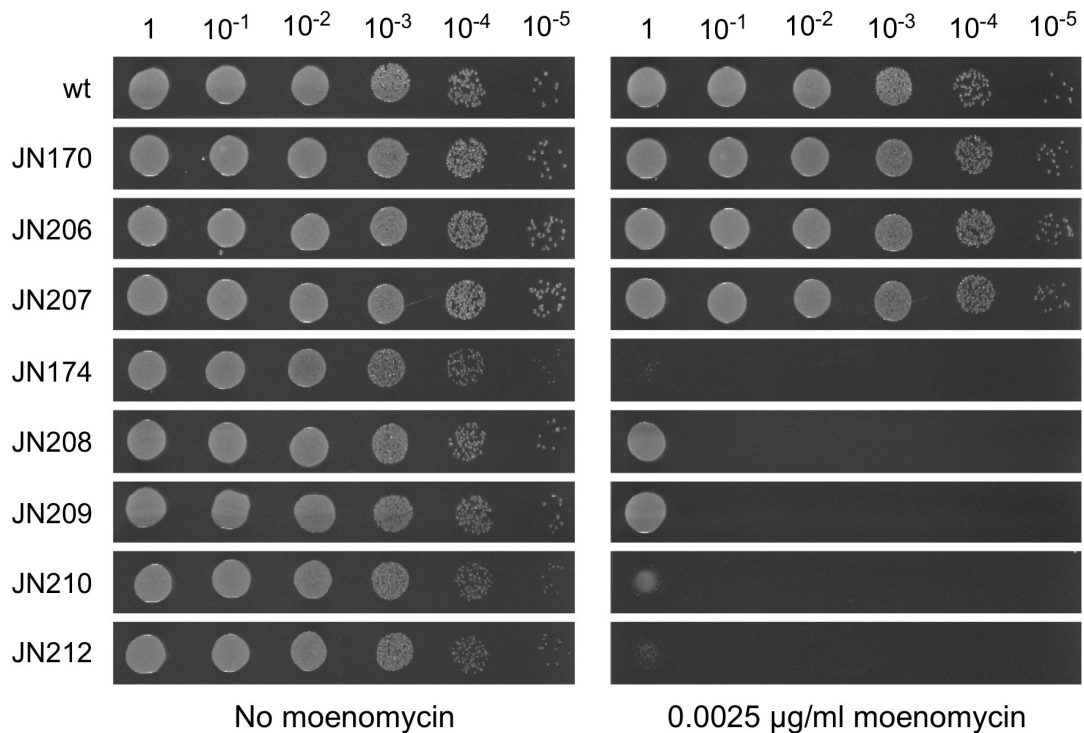 1 10⁻¹ 10⁻² 10⁻³ 10⁻⁴ 10⁻⁵ 1 10⁻¹ 10⁻² 10⁻³ 10⁻⁴ 10⁻⁵
wt
JN170
JN206
JN207
JN174
JN208
JN209
JN210
JN212
No moenomycin 0.0025 µg/ml moenomycin